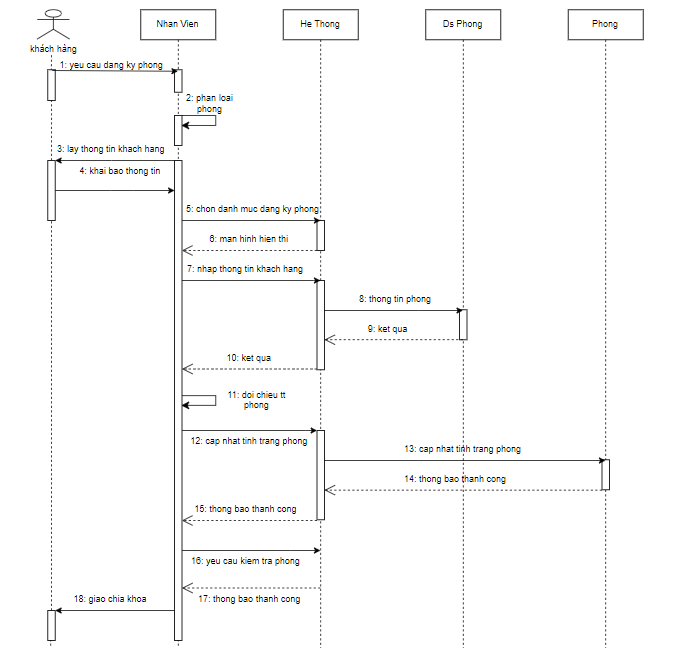 Nhan Vien
He Thong
Ds Phong
Phong
khách hàng
1: yeu cau dang ky phong
2: phan loai
phong
3: lay thong tin khach hang
4: khai bao thong tin
5: chon danh muc dang ky phong
6: man hinh hien thi
7: nhap thong tin khach hang
8: thong tin phong
9: ket qua
10: ket qua
11: doi chieu tt
phong
12: cap nhat tinh trang phong
13: cap nhat tinh trang phong
14: thong bao thanh cong
15: thong bao thanh cong
16: yeu cau kiem tra phong
17: thong bao thanh cong
18: giao chia khoa